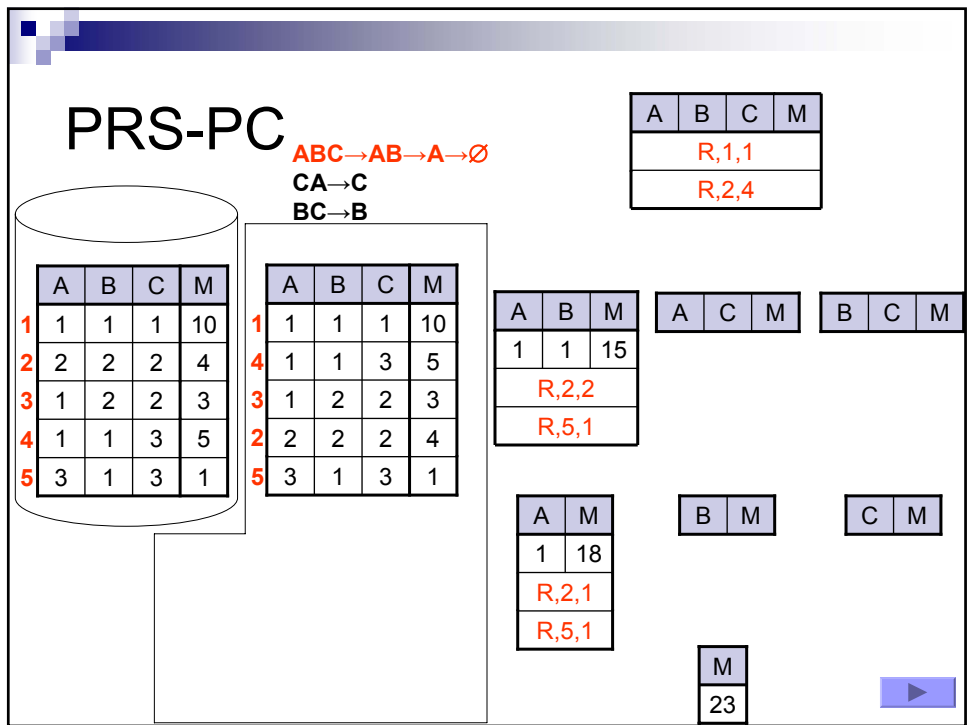 PRS-PC
ABC→AB→A→∅
CA→C
BC→B
A B C M
R,1,1
R,2,4
A B C M
1 1 1 1 10
2 2 2 2 4
3 1 2 2 3
4 1 1 3 5
5 3 1 3 1
A B C M
1 1 1 1 10
4 1 1 3 5
3 1 2 2 3
2 2 2 2 4
5 3 1 3 1
A B M
1 1 15
R,2,2
R,5,1
A C M
B C M
A M
1 18
R,2,1
R,5,1
B M
C M
M
23